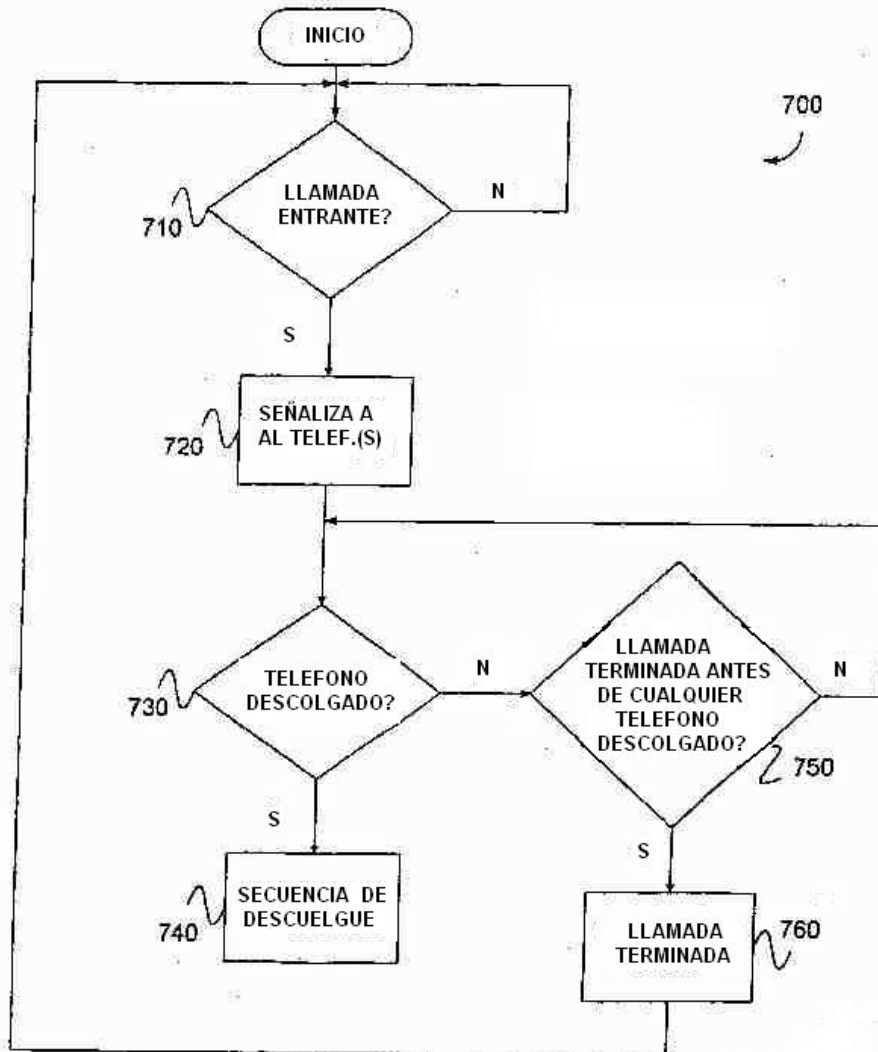 INICIO
700
LLAMADA
ENTRANTE?
N
710
S
SEÑALIZA A
AL TELEF.(S)
720
TELEFONO
DESCOLGADO?
N
730
LLAMADA
TERMINADA ANTES
DE CUALQUIER
TELEFONO
DESCOLGADO?
N
750
S
SECUENCIA DE
DESCUELGUE
740
S
LLAMADA
TERMINADA
760